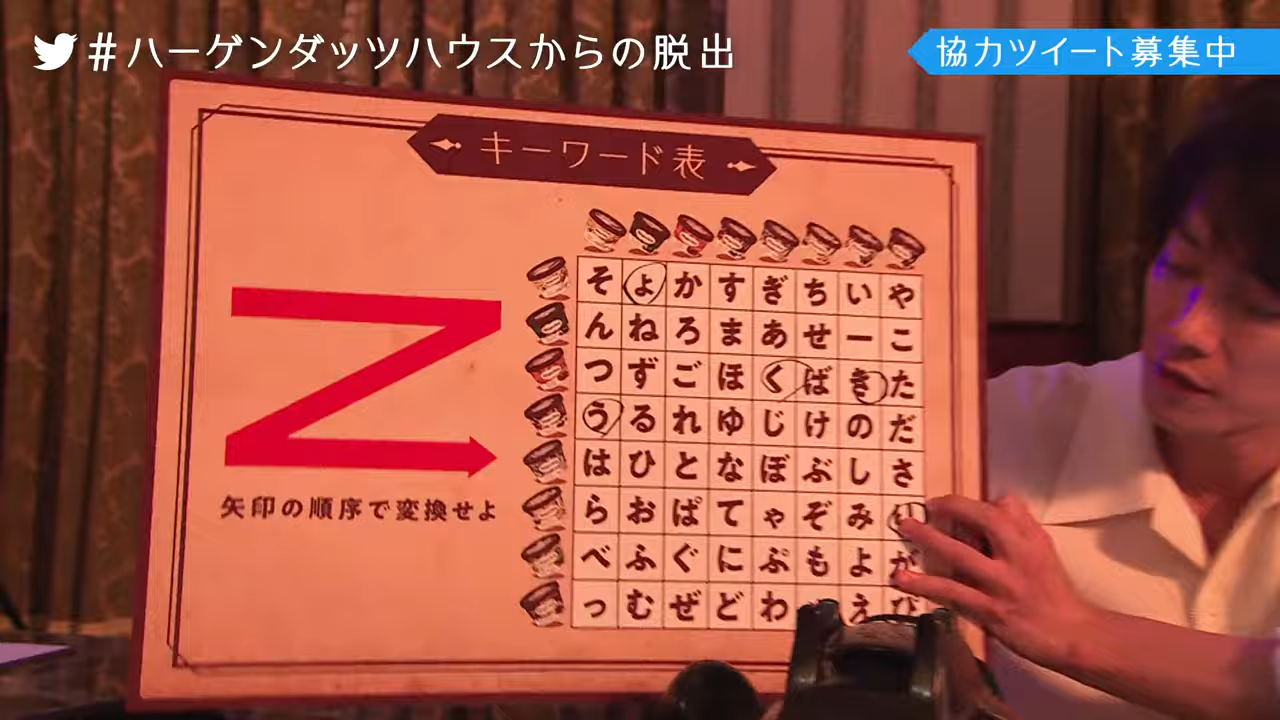 #ハーゲンダッツハウスからの脱出
協力ツイート募集中
キーワード表
そょかすぎちいや
んねろまあせーこ
つずごほくばきた
うるれゆじけのだ
はひとなぼぶしさ
らおぱてゃぞみ
べふぐにぷもよが
っむぜどわ え
矢印の順序で変換せよ